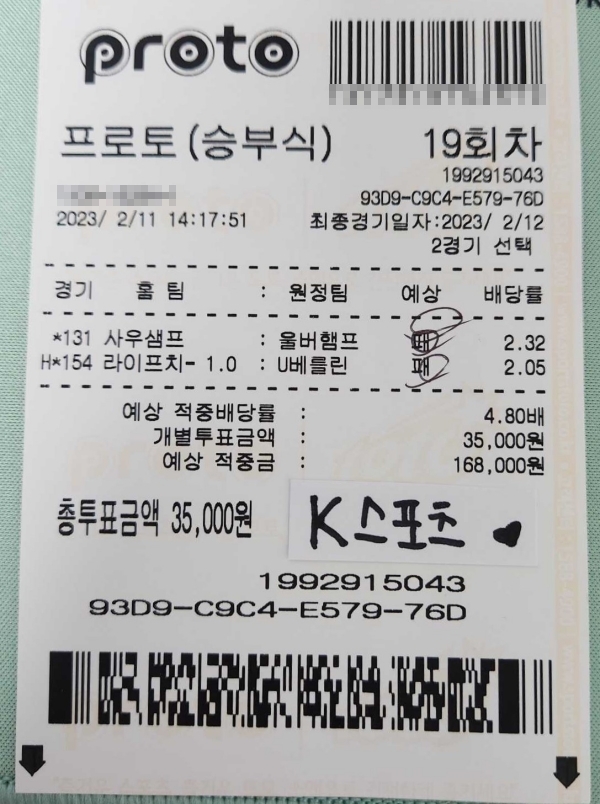 proto
프로토(승부식) 19회차
1992915043
93D9-C9C4-E579-76D
2023/ 2/11 14:17:51 최종경기일자:2023/ 2/12
2경기 선택
경기 홈 팀 : 원정팀 예상 배당률
*131 사우샘프 : 울버햄프 패 2.32
H*154 라이프치- 1.0 : U베를린 패 2.05
예상 적중배당률 : 4.80배
개별투표금액 : 35,000원
예상 적중금 : 168,000원
총투표금액 35,000원
K스포츠
1992915043
93D9-C9C4-E579-76D